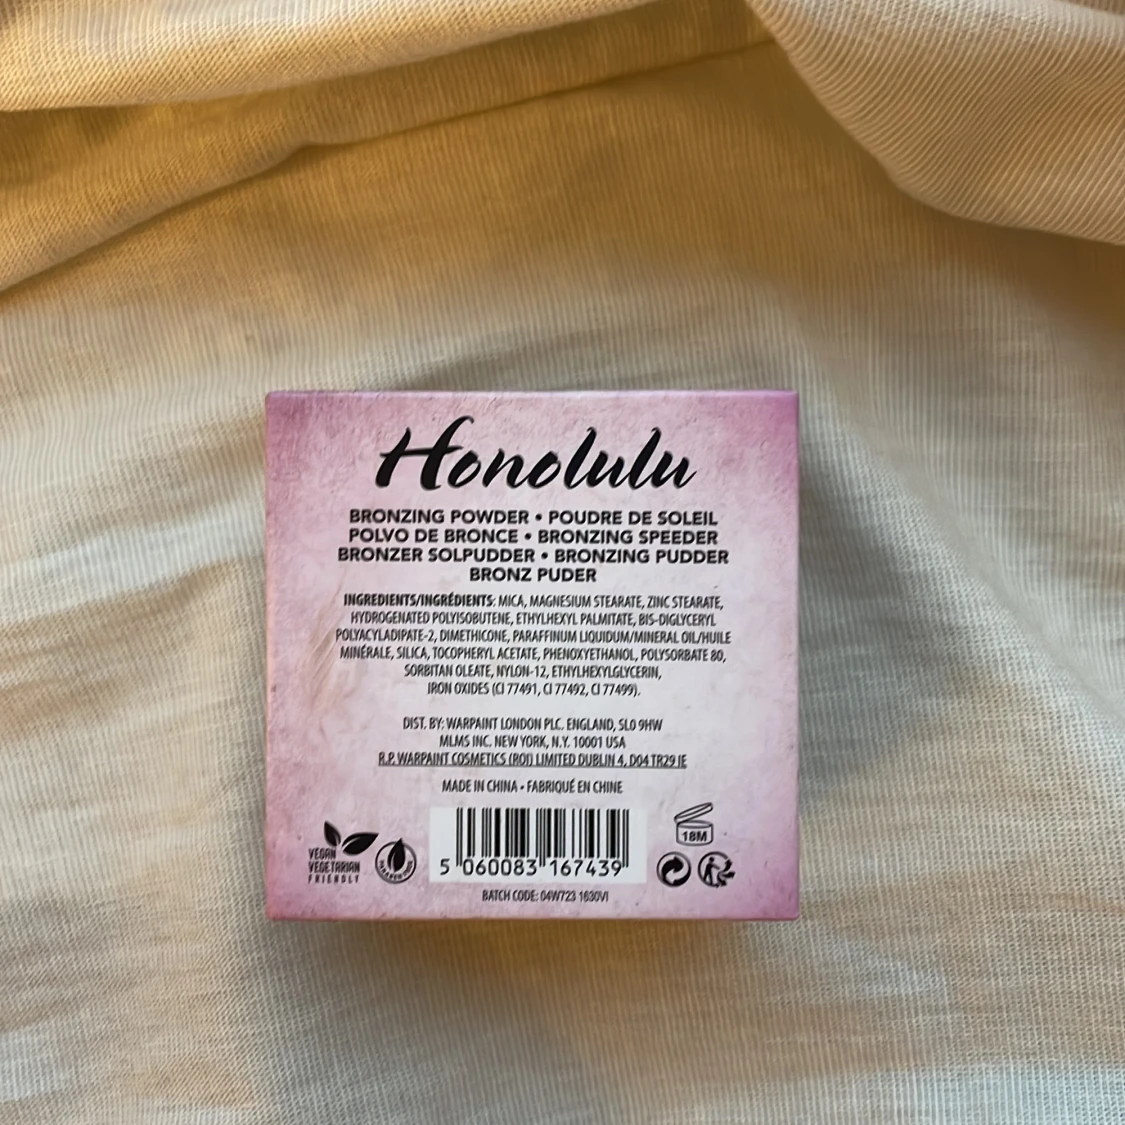 Honolulu
BRONZING POWDER • POUDRE DE SOLEIL
POLVO DE BRONCE • BRONZING SPEEDER
BRONZER SOLPUDDER • BRONZING PUDDER
BRONZ PUDER
INGREDIENTS/INGRÉDIENTS: MICA, MAGNESIUM STEARATE, ZINC STEARATE,
HYDROGENATED POLYISOBUTENE, ETHYLHEXYL PALMITATE, BIS-DIGLYCERYL
POLYACYLADIPATE-2, DIMETHICONE, PARAFFINUM LIQUIDUM/MINERAL OIL/HUILE
MINÉRALE, SILICA, TOCOPHERYL ACETATE, PHENOXYETHANOL, POLYSORBATE 80,
SORBITAN OLEATE, NYLON-12, ETHYLHEXYLGLYCERIN,
IRON OXIDES (CI 77491, CI 77492, CI 77499).
DIST. BY: WARPAINT LONDON PLC. ENGLAND, SL0 9HW
MLMS INC. NEW YORK, N.Y. 10001 USA
R.P. WARPAINT COSMETICS (ROI) LIMITED DUBLIN 4, D04 TR29 IE
MADE IN CHINA • FABRIQUÉ EN CHINE
18M
VEGAN
VEGETARIAN
FRIENDLY
5 060083 167439
BATCH CODE: 04W723 1630VI